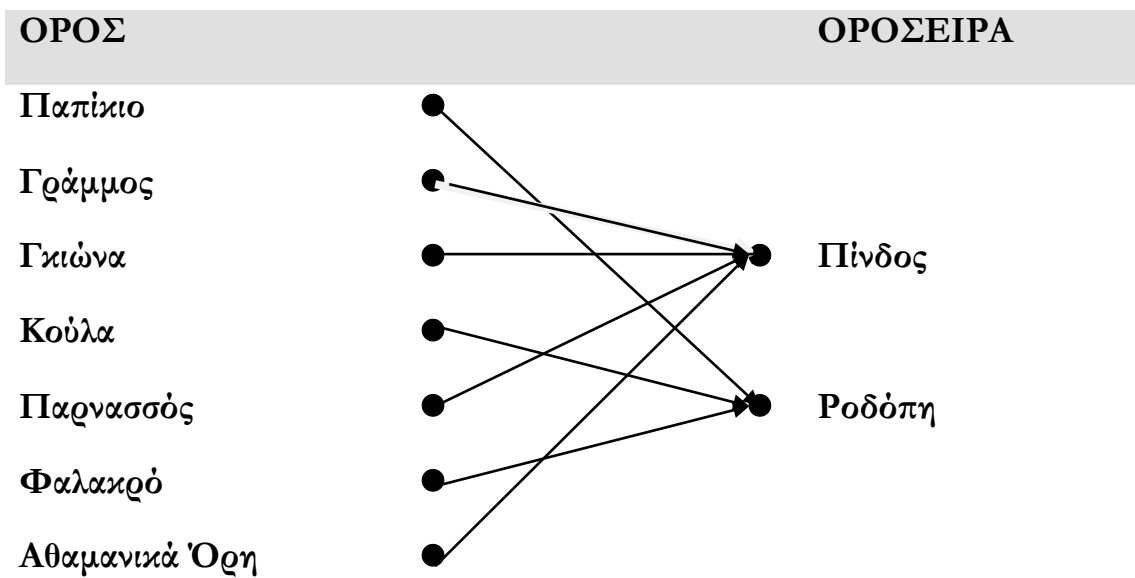 ΟΡΟΣ ΟΡΟΣΕΙΡΑ
Παπίκιο
Γράμμος
Γκιώνα Πίνδος
Κούλα
Παρνασσός Ροδόπη
Φαλακρό
Αθαμανικά Όρη